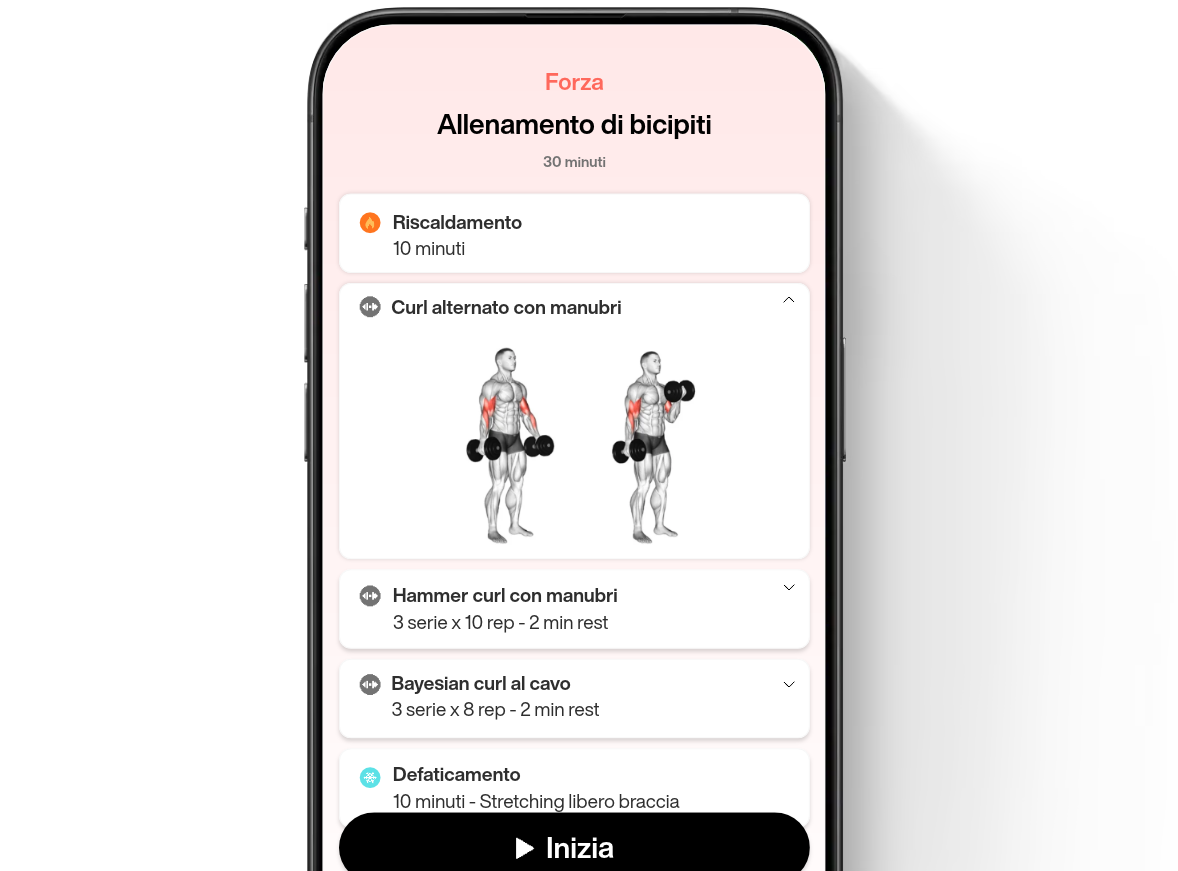 Forza
Allenamento di bicipiti
30 minuti
Riscaldamento
10 minuti
Curl alternato con manubri
Hammer curl con manubri
3 serie x 10 rep - 2 min rest
Bayesian curl al cavo
3 serie x 8 rep - 2 min rest
Defaticamento
10 minuti - Stretching libero braccia
Inizia